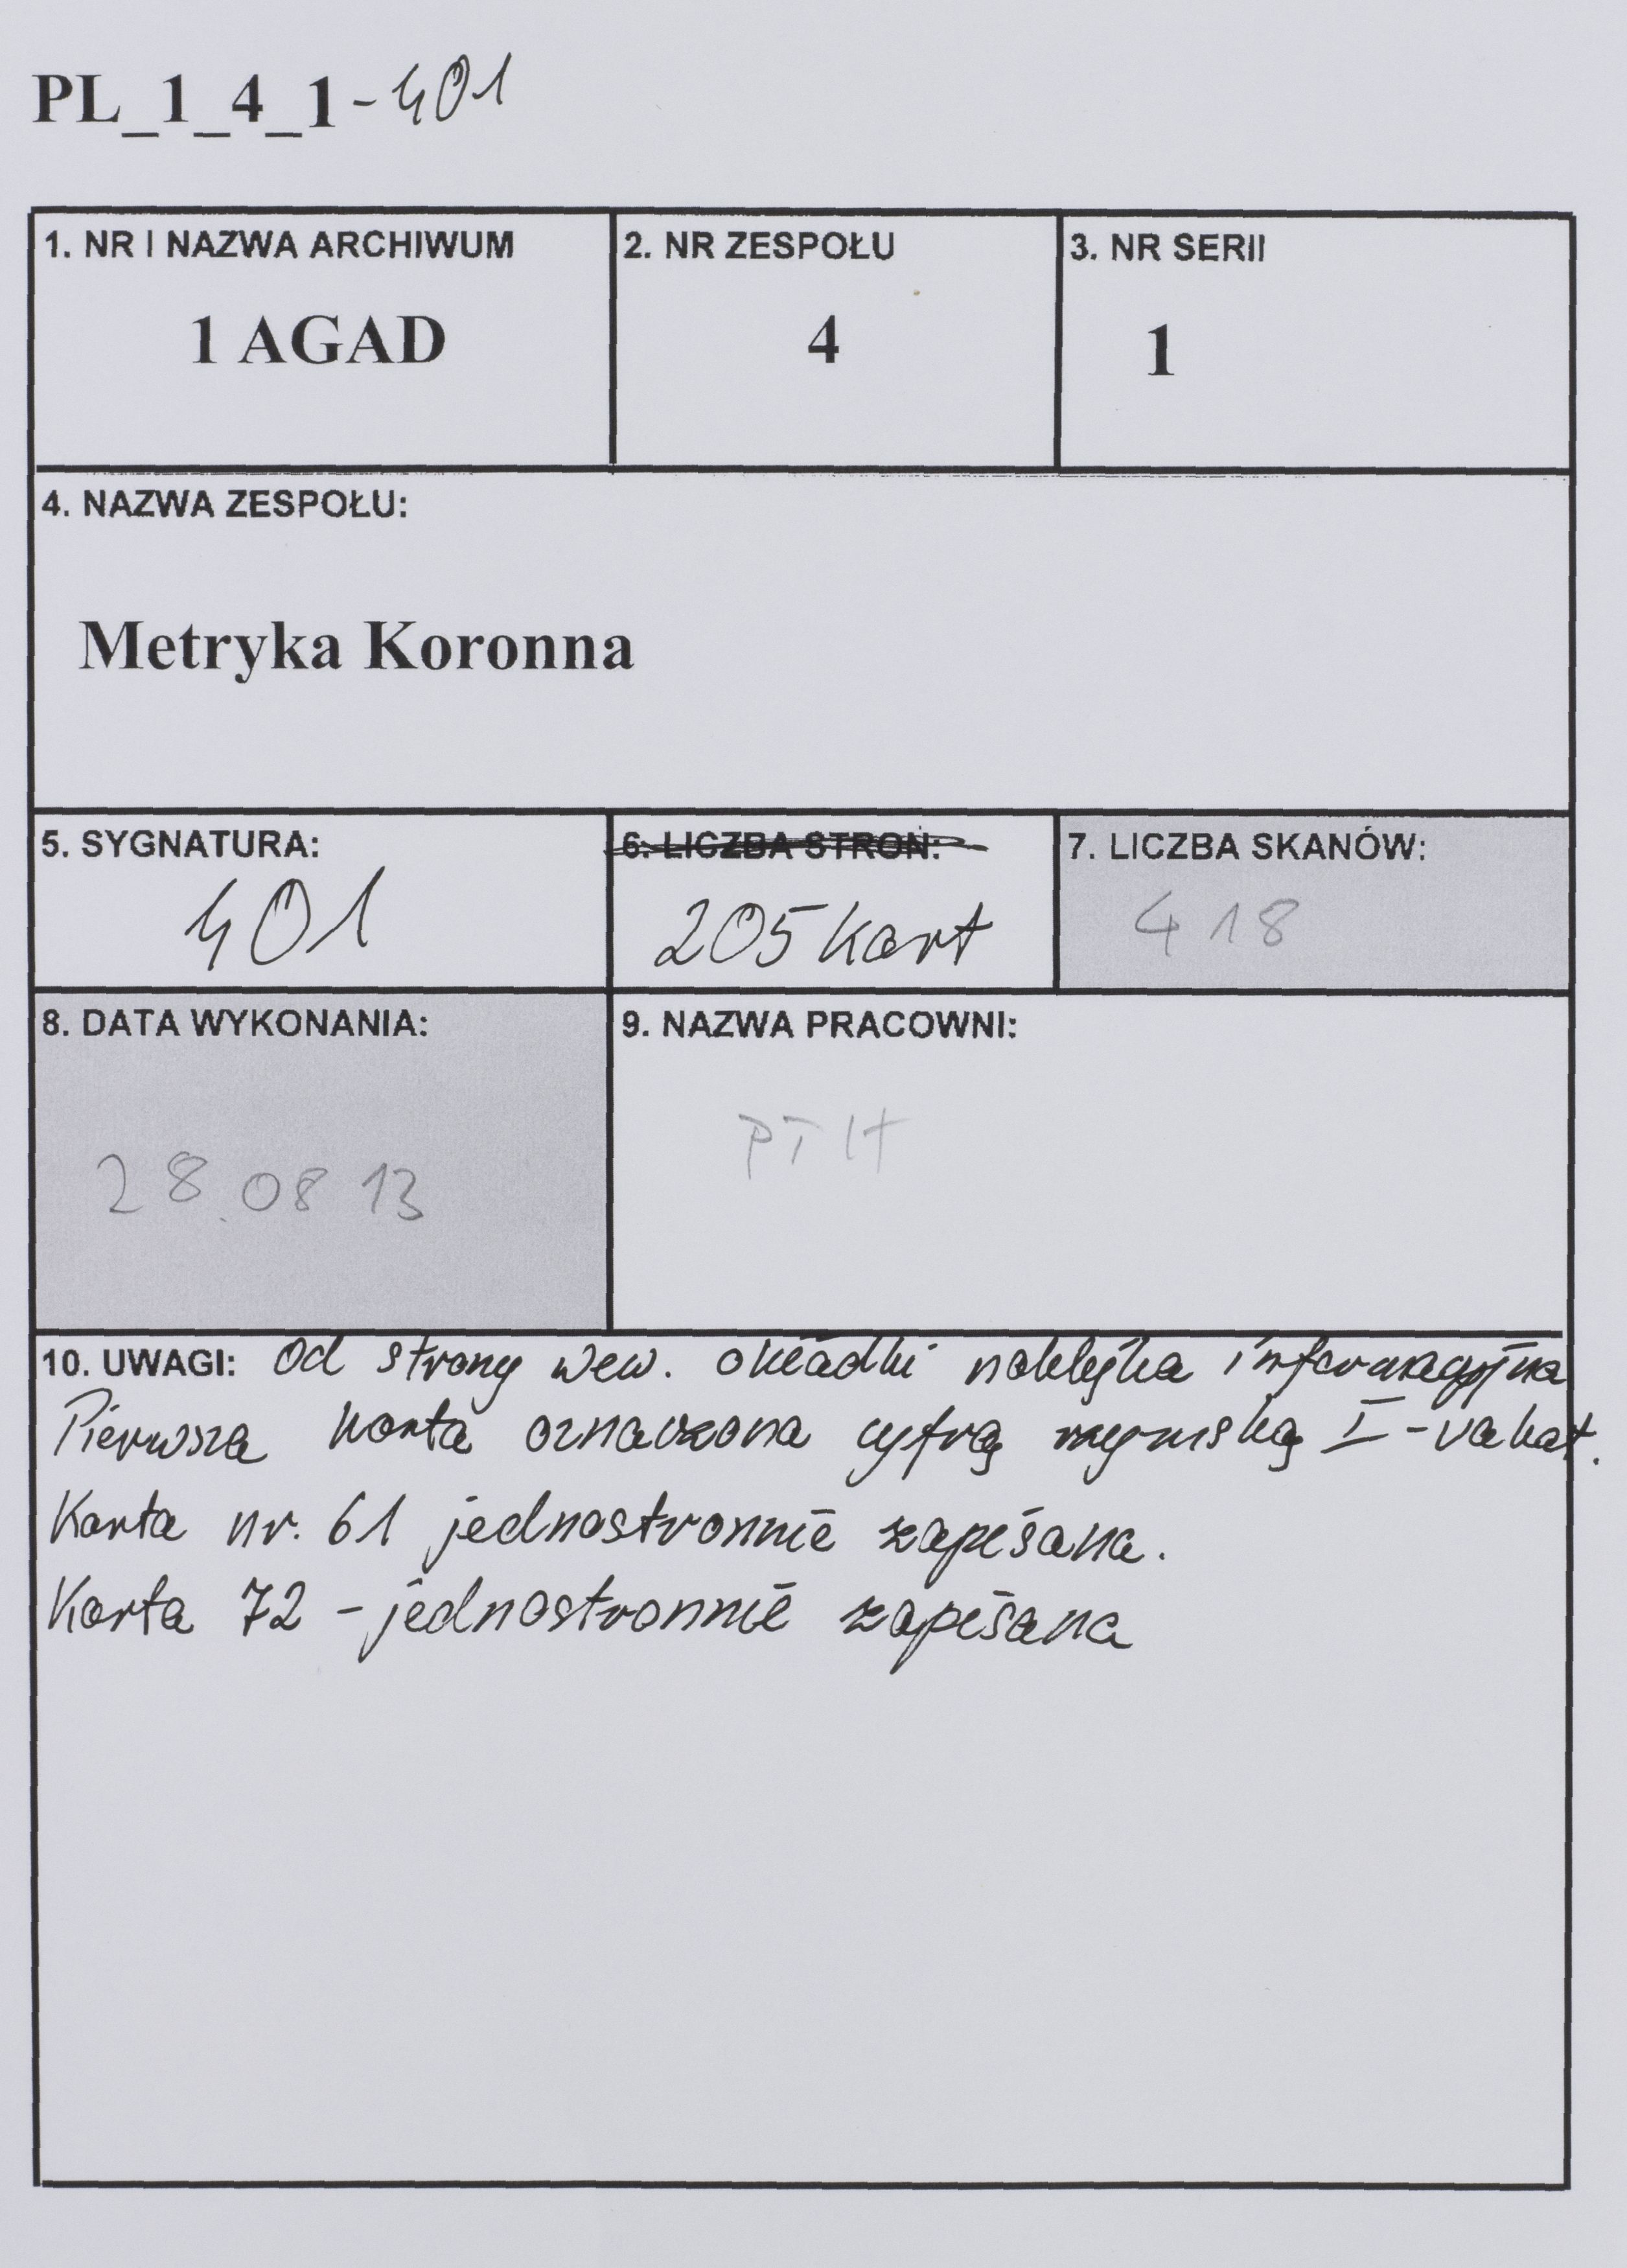 PL_1_4_1-401
1. NR I NAZWA ARCHIWUM
1 AGAD
2. NR ZESPOŁU
4
3. NR SERII
1
4. NAZWA ZESPOŁU:
Metryka Koronna
5. SYGNATURA:
401
6. LICZBA STRON:
205 kart
7. LICZBA SKANÓW:
418
8. DATA WYKONANIA:
28.08 13
9. NAZWA PRACOWNI:
PTH
10. UWAGI: Od strony wew. okładki naklejka informacyjna
Pierwsza karta oznaczona cyfrą rzymską I - vakat.
Karta nr. 61 jednostronnie zapisana.
Karta 72 - jednostronnie zapisana